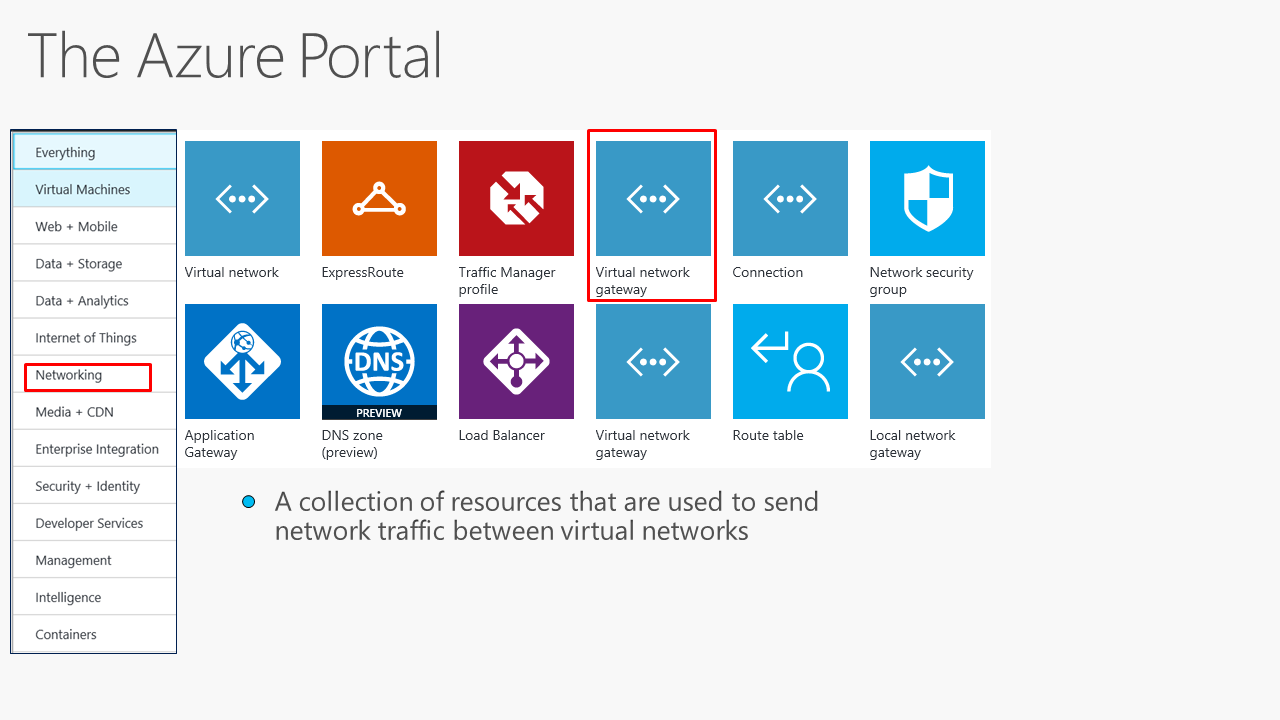 The Azure Portal
Everything
Virtual Machines
Web + Mobile
Data + Storage
Data + Analytics
Internet of Things
Networking
Media + CDN
Enterprise Integration
Security + Identity
Developer Services
Management
Intelligence
Containers
Virtual network
ExpressRoute
Traffic Manager
profile
Virtual network
gateway
Connection
Network security
group
Application
Gateway
DNS
PREVIEW
DNS zone
(preview)
Load Balancer
Virtual network
gateway
Route table
Local network
gateway
A collection of resources that are used to send
network traffic between virtual networks